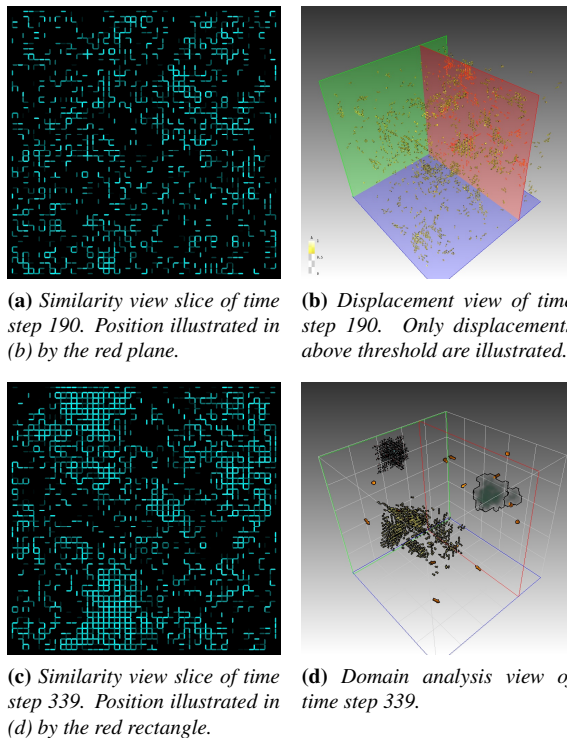 (a) Similarity view slice of time
step 190. Position illustrated in
(b) by the red plane.
(b) Displacement view of time
step 190. Only displacements
above threshold are illustrated.
(c) Similarity view slice of time
step 339. Position illustrated in
(d) by the red rectangle.
(d) Domain analysis view of
time step 339.